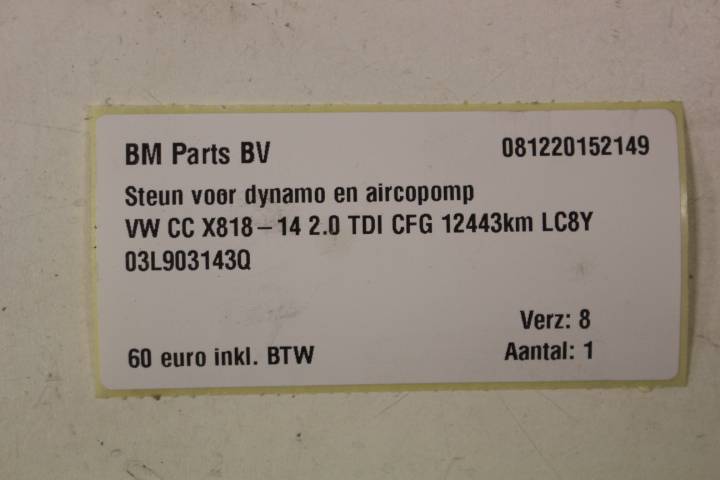 BM Parts BV 081220152149
Steun voor dynamo en aircopomp
VW CC X818-14 2.0 TDI CFG 12443km LC8Y
03L903143Q
Verz: 8
60 euro inkl. BTW Aantal: 1